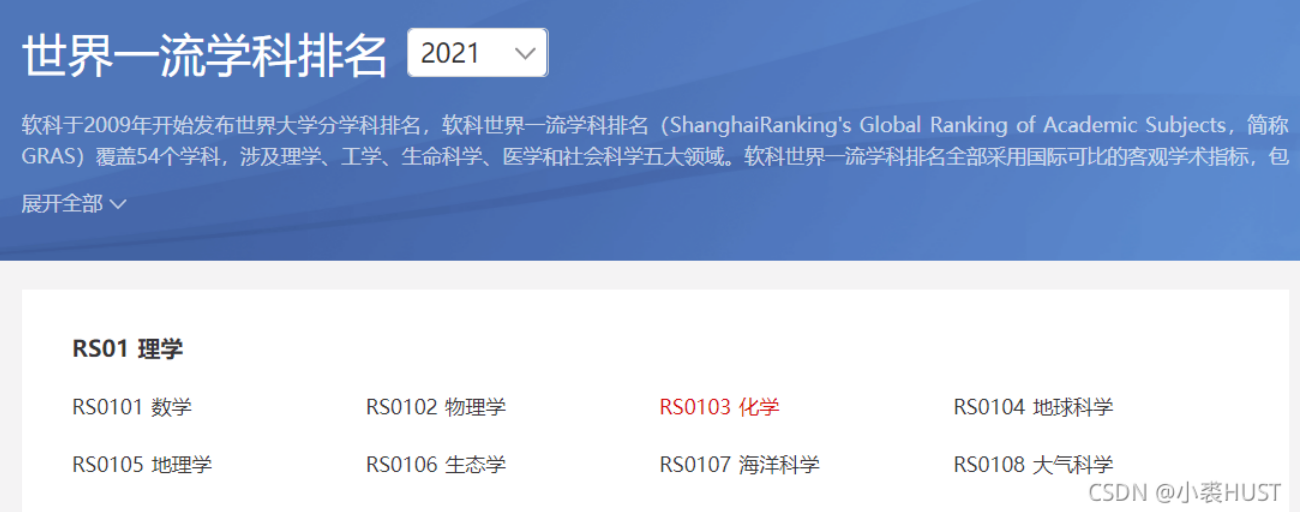 世界一流学科排名 2021
软科于2009年开始发布世界大学分学科排名，软科世界一流学科排名（ShanghaiRanking's Global Ranking of Academic Subjects，简称
GRAS）覆盖54个学科，涉及理学、工学、生命科学、医学和社会科学五大领域。软科世界一流学科排名全部采用国际可比的客观学术指标，包
展开全部
RS01 理学
RS0101 数学 RS0102 物理学 RS0103 化学 RS0104 地球科学
RS0105 地理学 RS0106 生态学 RS0107 海洋科学 RS0108 大气科学
CSDN @小裘HUST